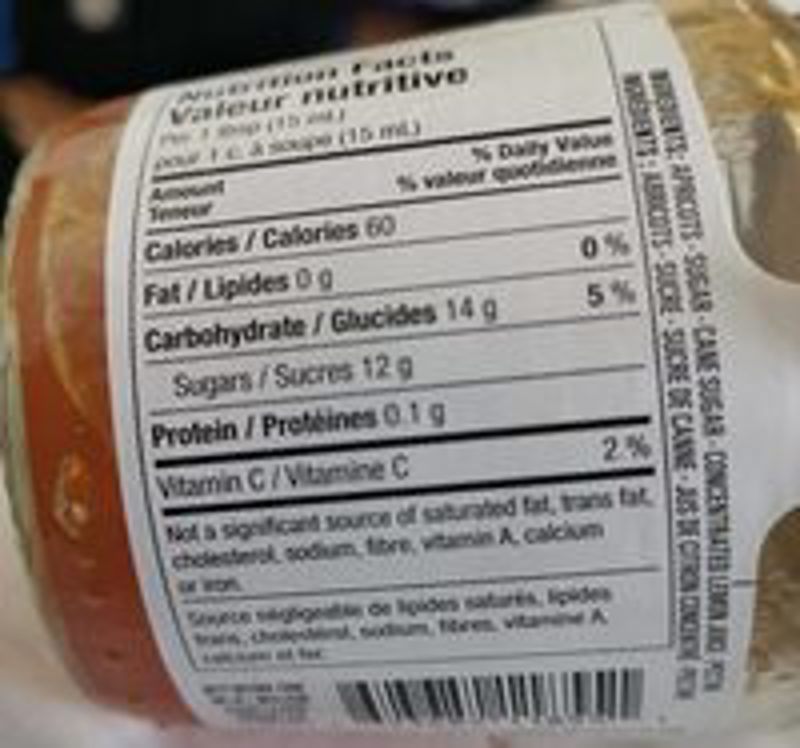 Nutrition Facts
Valeur nutritive
Per 1 tbsp (15 mL)
pour 1 c. à soupe (15 mL)
Amount
Teneur
% Daily Value
% valeur quotidienne
Calories / Calories 60
Fat / Lipides 0 g 0 %
Carbohydrate / Glucides 14 g 5 %
Sugars / Sucres 12 g
Protein / Protéines 0.1 g
Vitamin C / Vitamine C 2 %
Not a significant source of saturated fat, trans fat,
cholesterol, sodium, fibre, vitamin A, calcium
or iron.
Source négligeable de lipides saturés, lipides
trans, cholestérol, sodium, fibres, vitamine A,
calcium et fer.
INGREDIENTS: APRICOTS · SUGAR · CANE SUGAR · CONCENTRATED LEMON JUICE · PECTIN
INGRÉDIENTS : ABRICOTS · SUCRE · SUCRE DE CANNE · JUS DE CITRON CONCENTRÉ ·